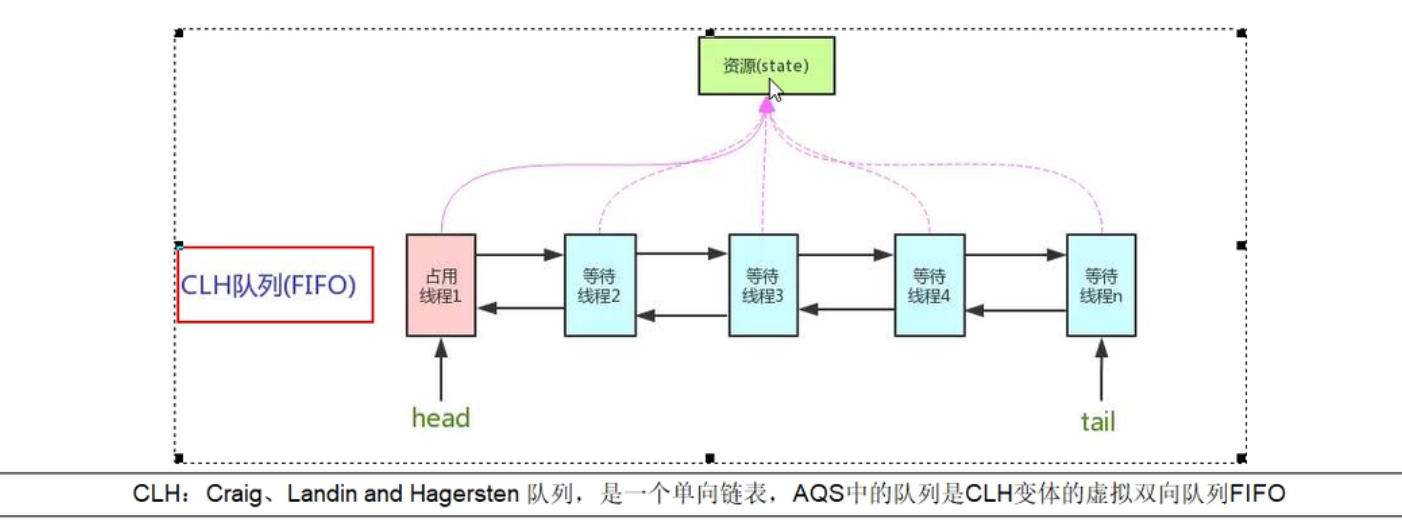 资源(state)
CLH队列(FIFO)
占用
线程1
等待
线程2
等待
线程3
等待
线程4
等待
线程n
head
tail
CLH：Craig、Landin and Hagersten 队列，是一个单向链表，AQS中的队列是CLH变体的虚拟双向队列FIFO